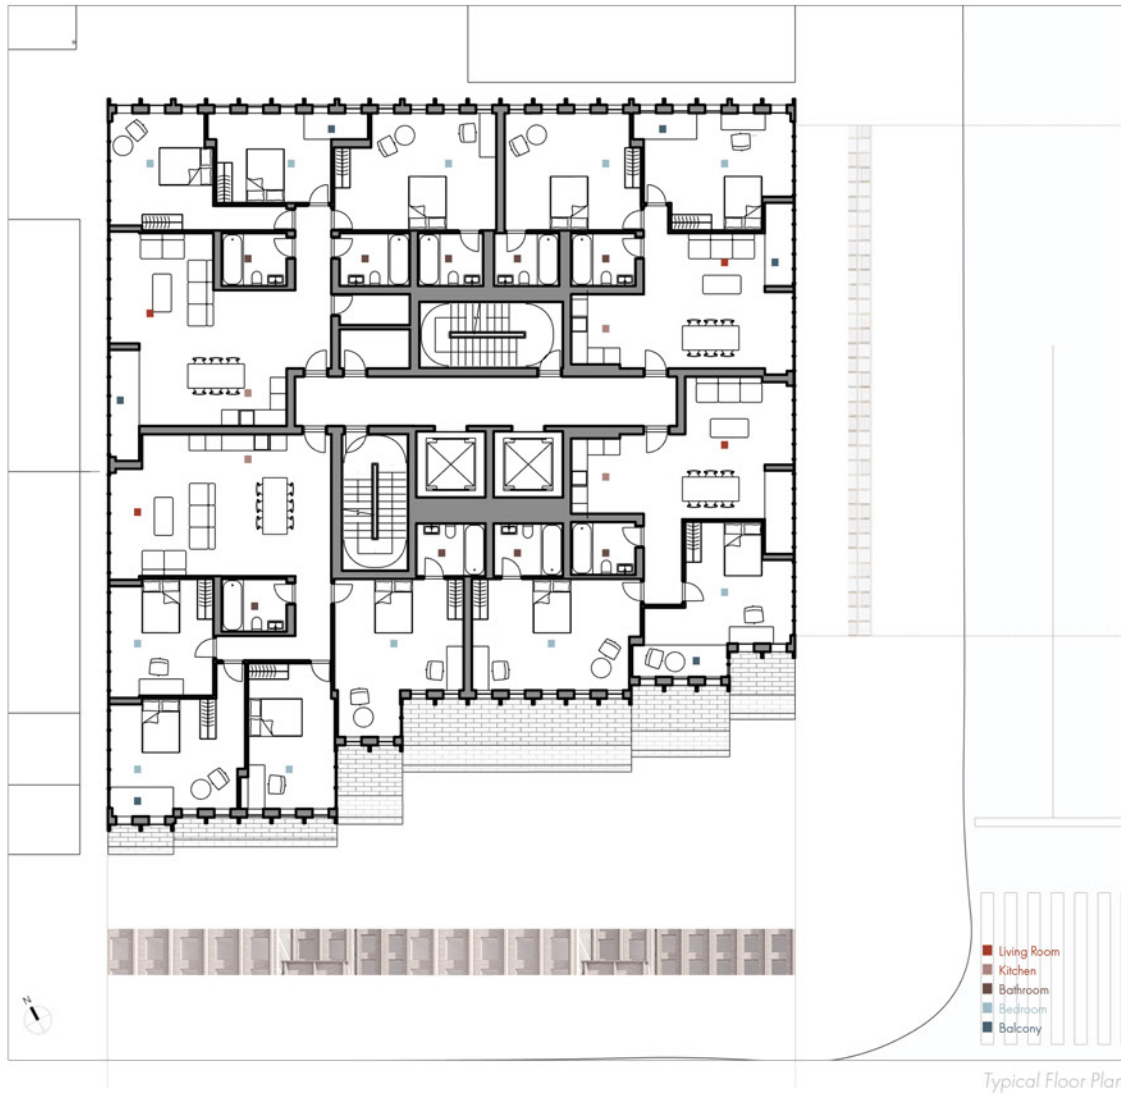 N
Living Room
Kitchen
Bathroom
Bedroom
Balcony
Typical Floor Plan